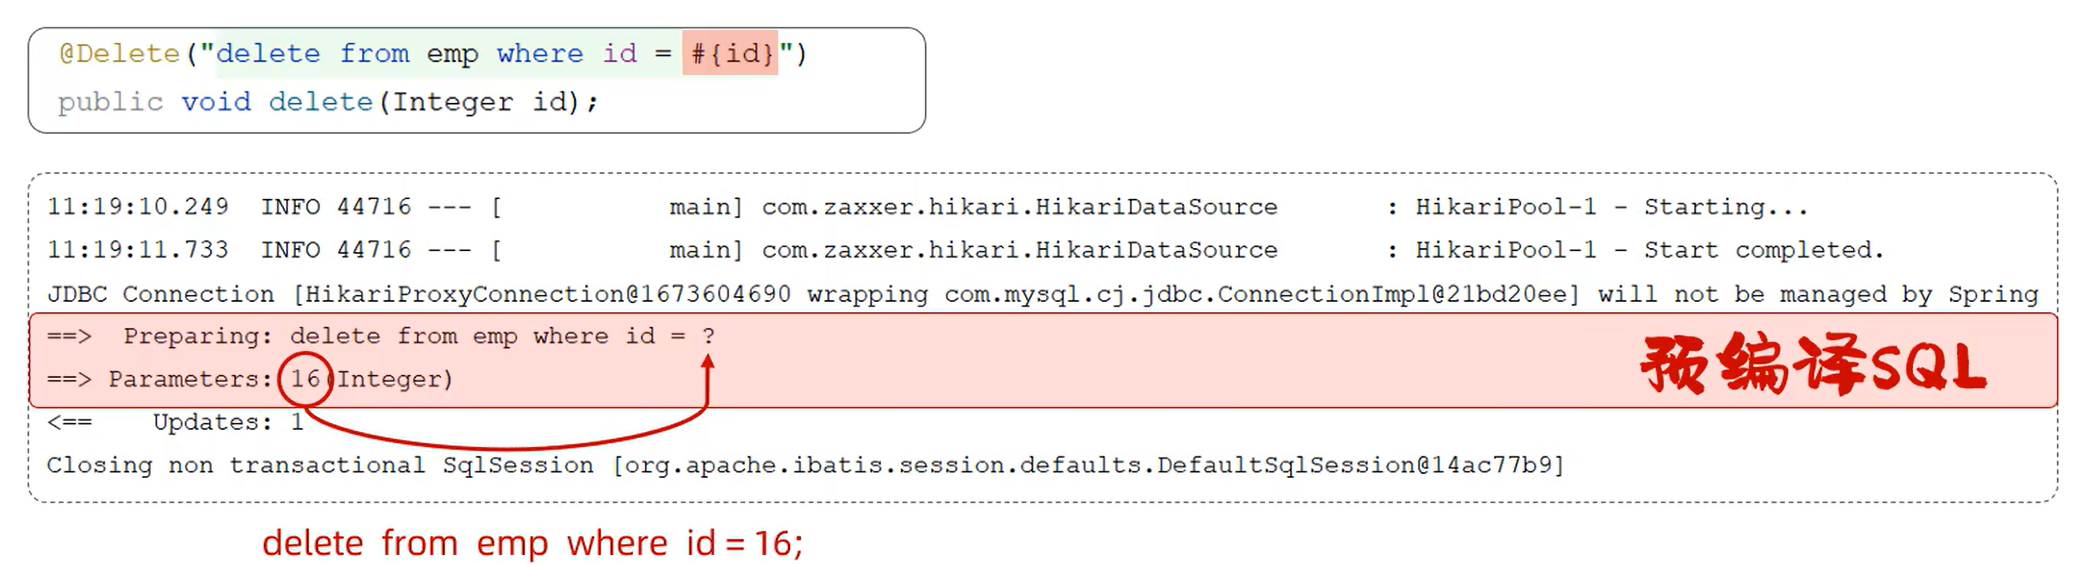 @Delete("delete from emp where id = #{id}")
public void delete(Integer id);
11:19:10.249  INFO 44716 --- [           main] com.zaxxer.hikari.HikariDataSource       : HikariPool-1 - Starting...
11:19:11.733  INFO 44716 --- [           main] com.zaxxer.hikari.HikariDataSource       : HikariPool-1 - Start completed.
JDBC Connection [HikariProxyConnection@1673604690 wrapping com.mysql.cj.jdbc.ConnectionImpl@21bd20ee] will not be managed by Spring
==>  Preparing: delete from emp where id = ?
==> Parameters: 16(Integer)
预编译SQL
<==    Updates: 1
Closing non transactional SqlSession [org.apache.ibatis.session.defaults.DefaultSqlSession@14ac77b9]
delete from emp where id = 16;